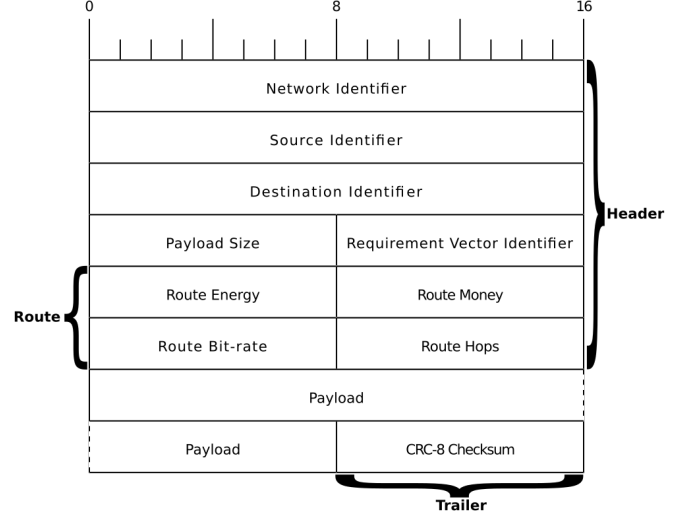 0 8 16
Network Identifier
Source Identifier
Destination Identifier
Header
Payload Size Requirement Vector Identifier
Route Energy Route Money
Route
Route Bit-rate Route Hops
Payload
Payload CRC-8 Checksum
Trailer